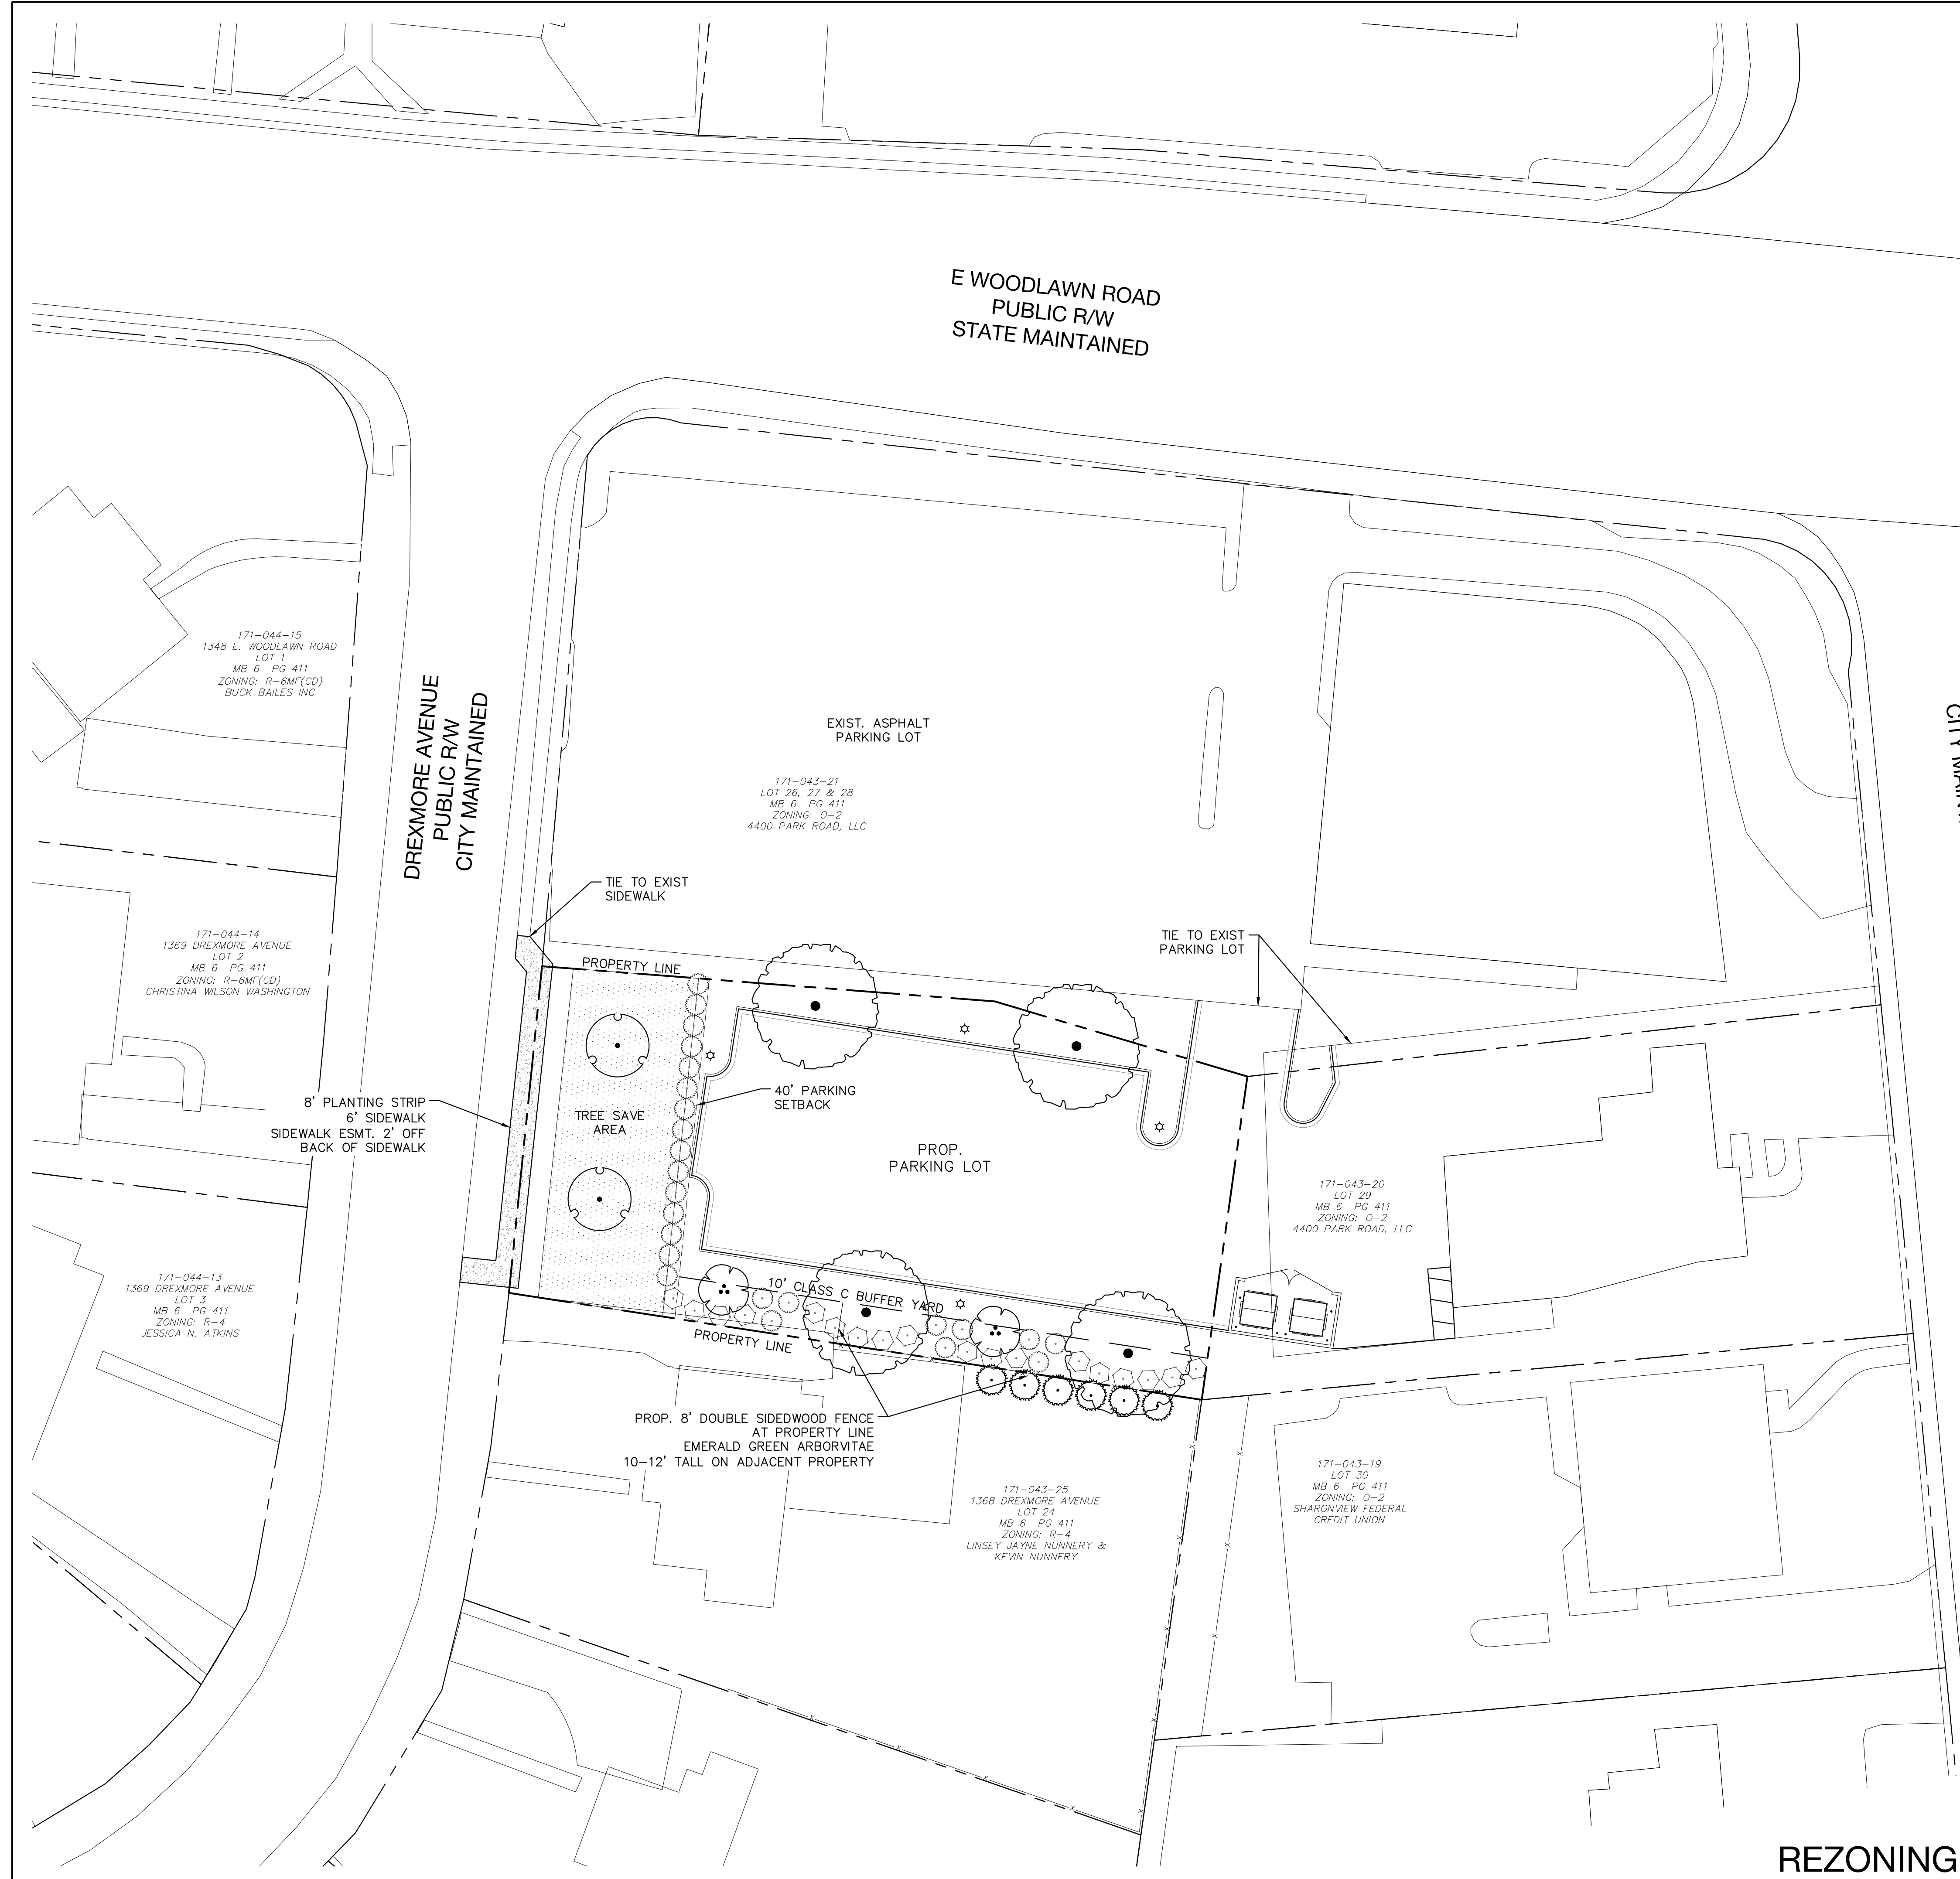 E WOODLAWN ROAD
PUBLIC R/W
STATE MAINTAINED
171-044-15
1348 E. WOODLAWN ROAD
LOT 1
MB 6 PG 411
ZONING: R-6MF(CD)
BUCK BAILES INC
DREXMORE AVENUE
PUBLIC R/W
CITY MAINTAINED
EXIST. ASPHALT
PARKING LOT
171-043-21
LOT 26, 27 & 28
MB 6 PG 411
ZONING: O-2
4400 PARK ROAD, LLC
TIE TO EXIST
SIDEWALK
171-044-14
1369 DREXMORE AVENUE
LOT 2
MB 6 PG 411
ZONING: R-6MF(CD)
CHRISTINA WILSON WASHINGTON
TIE TO EXIST
PARKING LOT
PROPERTY LINE
8' PLANTING STRIP
6' SIDEWALK
SIDEWALK ESMT. 2' OFF
BACK OF SIDEWALK
TREE SAVE
AREA
40' PARKING
SETBACK
PROP.
PARKING LOT
171-043-20
LOT 29
MB 6 PG 411
ZONING: O-2
4400 PARK ROAD, LLC
171-044-13
1369 DREXMORE AVENUE
LOT 3
MB 6 PG 411
ZONING: R-4
JESSICA N. ATKINS
10' CLASS C BUFFER YARD
PROPERTY LINE
PROP. 8' DOUBLE SIDEDWOOD FENCE
AT PROPERTY LINE
EMERALD GREEN ARBORVITAE
10-12' TALL ON ADJACENT PROPERTY
171-043-25
1368 DREXMORE AVENUE
LOT 24
MB 6 PG 411
ZONING: R-4
LINSEY JAYNE NUNNERY &
KEVIN NUNNERY
171-043-19
LOT 30
MB 6 PG 411
ZONING: O-2
SHARONVIEW FEDERAL
CREDIT UNION
REZONING